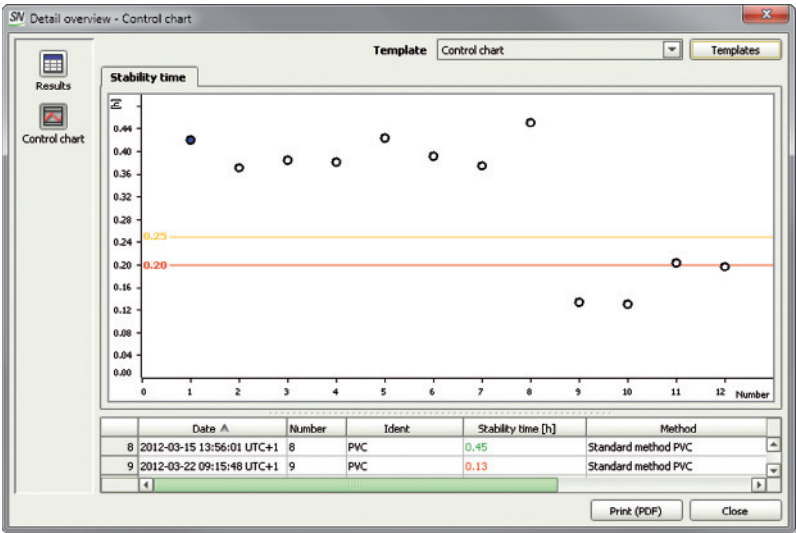 SN Detail overview - Control chart
Template Control chart Templates
Results
Control chart
Stability time
[h]
0.44
0.40
0.36
0.32
0.28
0.24
0.20
0.16
0.12
0.08
0.04
0.00
0.25
0.20
0 1 2 3 4 5 6 7 8 9 10 11 12 Number
Date Number Ident Stability time [h] Method
8 2012-03-15 13:56:01 UTC+1 8 PVC 0.45 Standard method PVC
9 2012-03-22 09:15:48 UTC+1 9 PVC 0.13 Standard method PVC
Print (PDF) Close